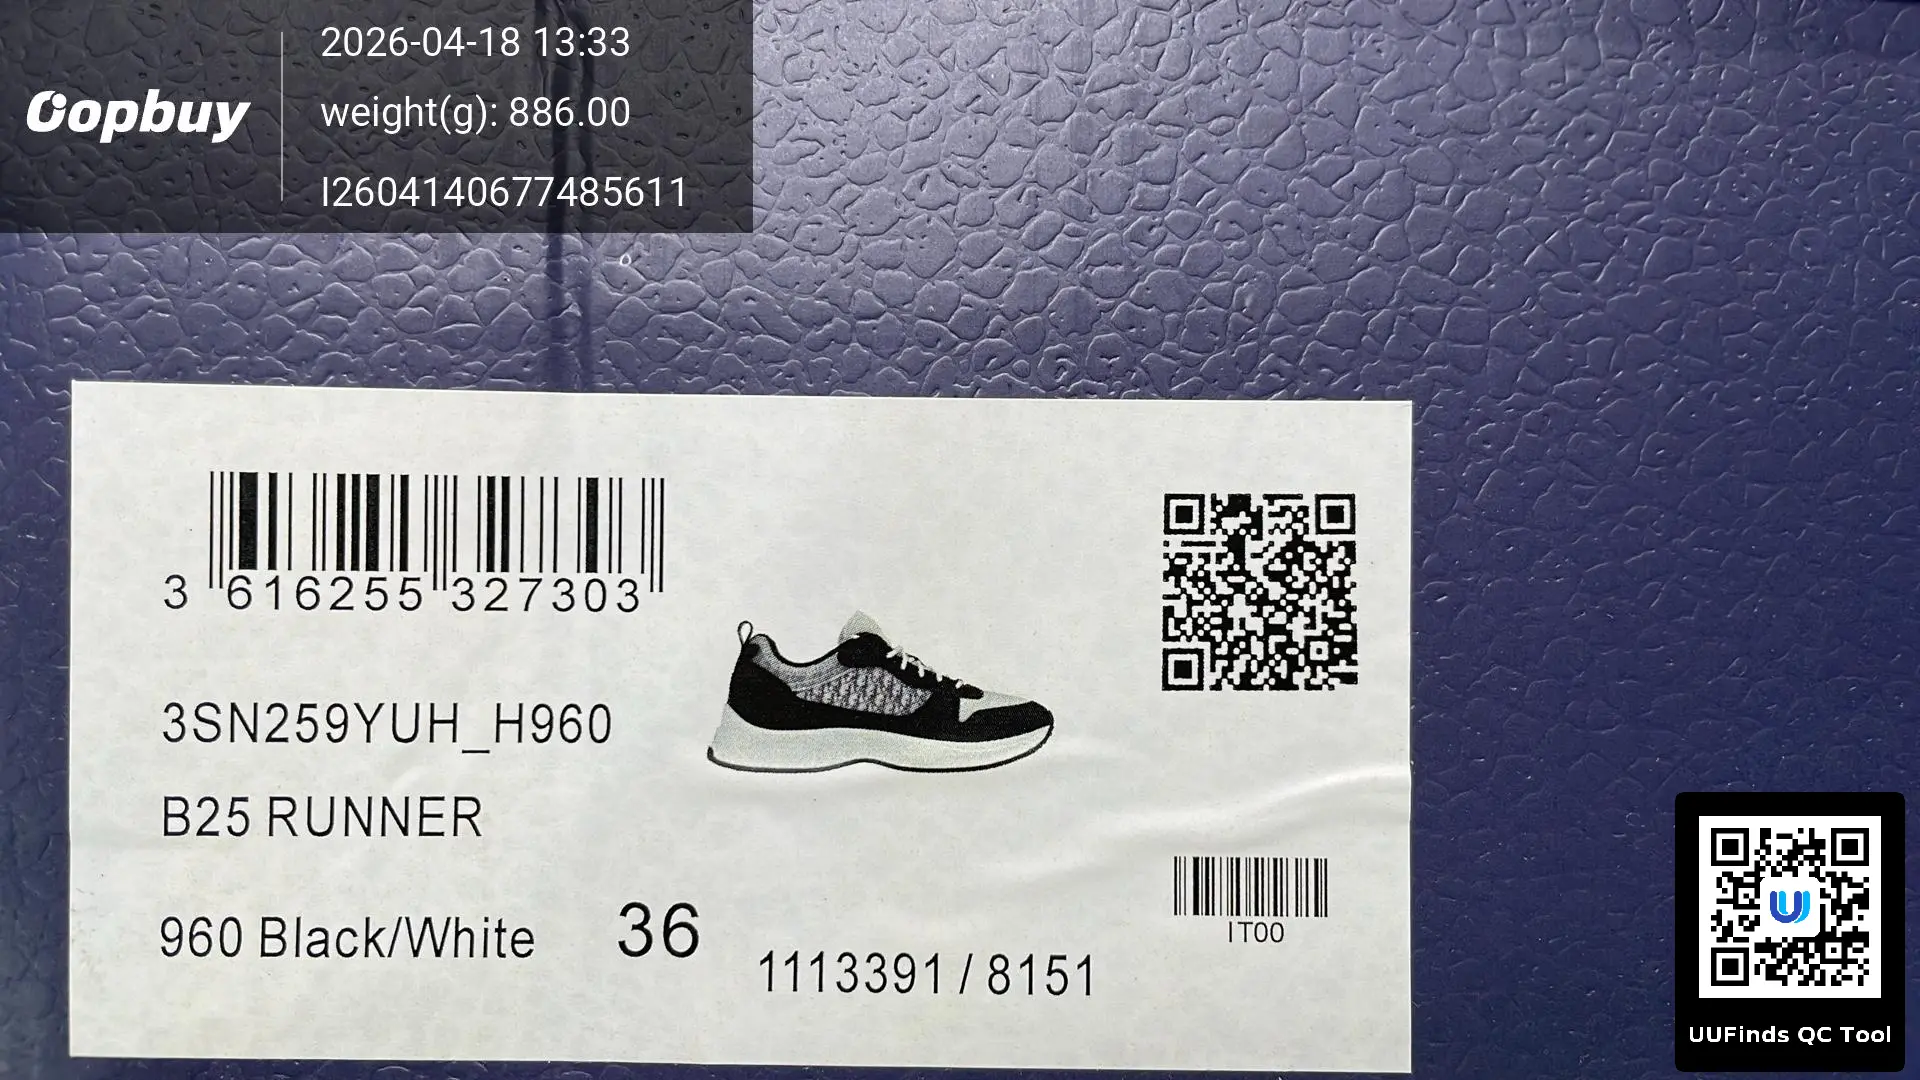 oopbuy
2026-04-18 13:33
weight(g): 886.00
I2604140677485611
3 616255 327303
3SN259YUH_H960
B25 RUNNER
960 Black/White 36
1113391 / 8151
IT00
UUFinds QC Tool